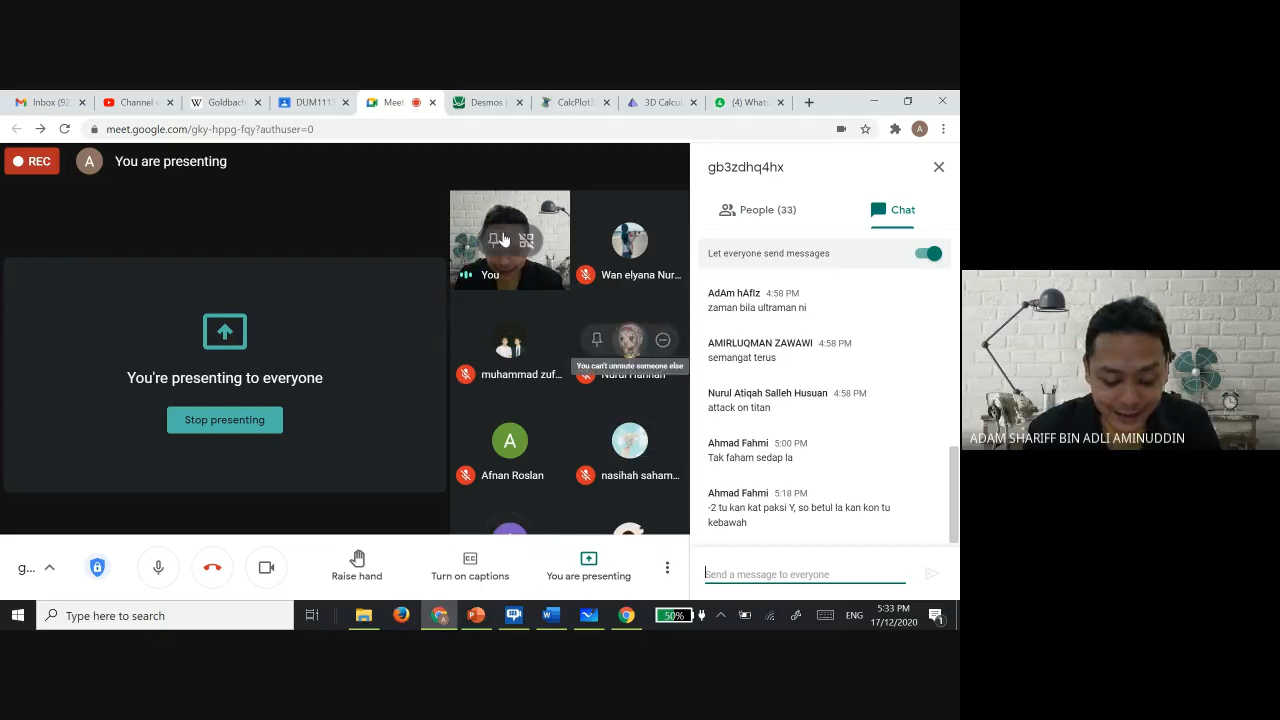 Inbox (92
Channel v
Goldbach
DUM111
Meet
Desmos |
CalcPlot3
3D Calcul
(4) Whats
meet.google.com/gky-hppg-fqy?authuser=0
A
REC
A
You are presenting
gb3zdhq4hx
People (33)
Chat
Let everyone send messages
You
Wan elyana Nur...
AdAm hAfIz 4:58 PM
zaman bila ultraman ni
AMIRLUQMAN ZAWAWI 4:58 PM
semangat terus
You're presenting to everyone
Stop presenting
muhammad zuf...
You can't unmute someone else
Nurul Hannan
Nurul Atiqah Salleh Husuan 4:58 PM
attack on titan
A
Afnan Roslan
nasihah saham...
Ahmad Fahmi 5:00 PM
Tak faham sedap la
Ahmad Fahmi 5:18 PM
-2 tu kan kat paksi Y, so betul la kan kon tu
kebawah
ADAM SHARIFF BIN ADLI AMINUDDIN
g...
Raise hand
Turn on captions
You are presenting
Send a message to everyone
Type here to search
50%
ENG
5:33 PM
17/12/2020
1